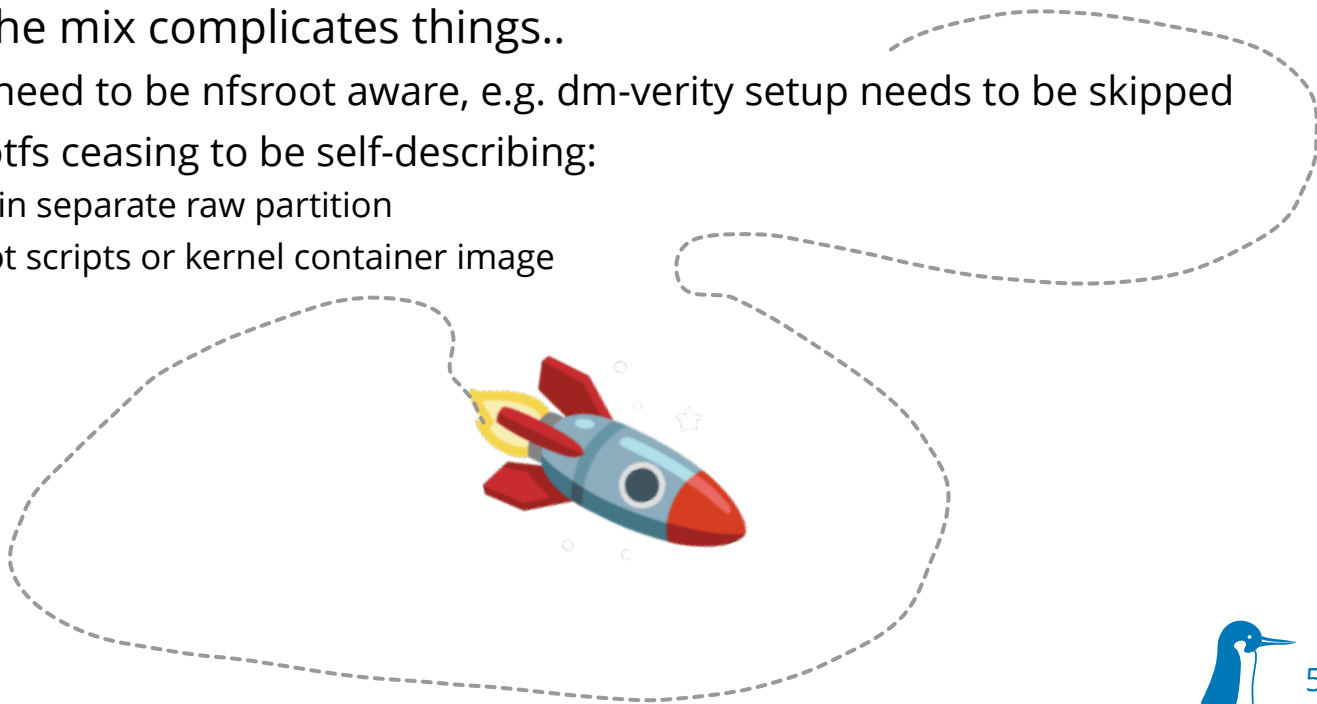 he mix complicates things..
need to be nfsroot aware, e.g. dm-verity setup needs to be skipped
otfs ceasing to be self-describing:
in separate raw partition
ot scripts or kernel container image
5